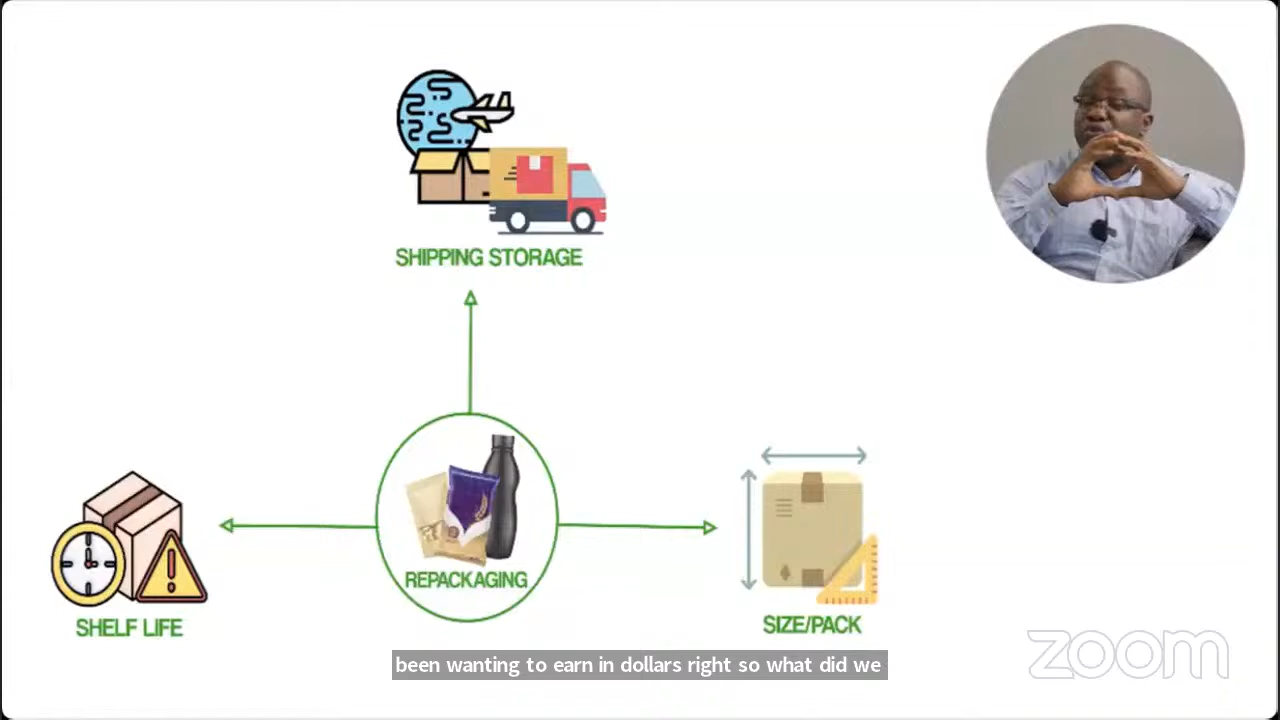 SHIPPING STORAGE
REPACKAGING
SHELF LIFE
SIZE/PACK
been wanting to earn in dollars right so what did we
zoom